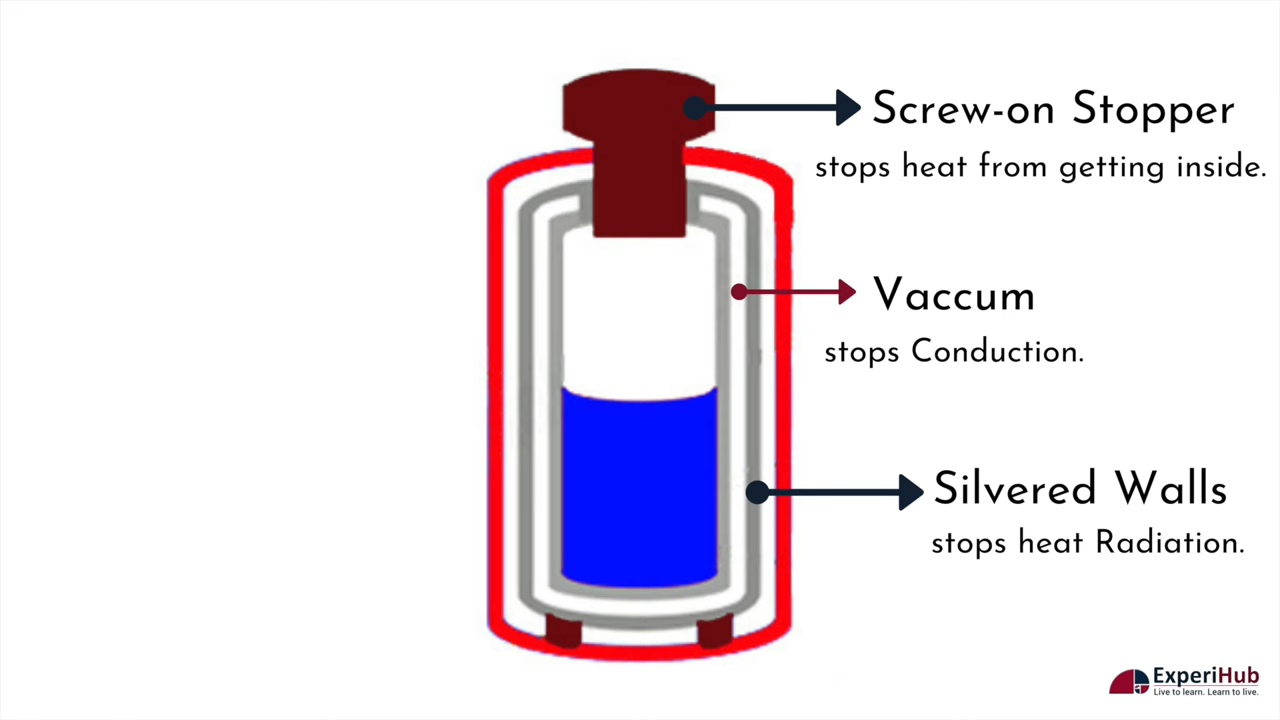 Screw-on Stopper
stops heat from getting inside.
Vaccum
stops Conduction.
Silvered Walls
stops heat Radiation.
ExperiHub
Live to learn. Learn to live.